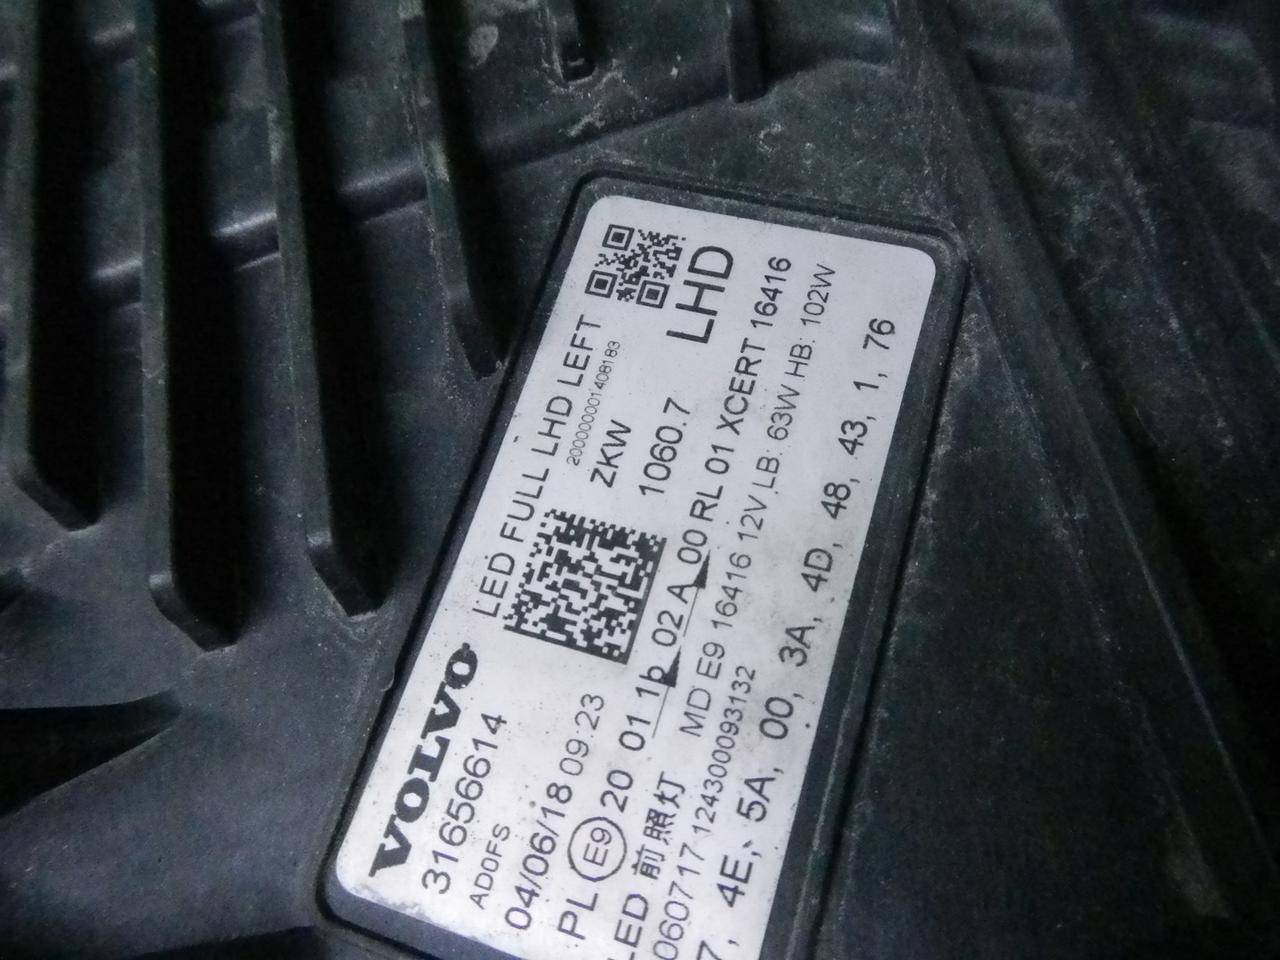 VOLVO
LED FULL LHD LEFT
200000001408183
31656614
ZKW
LHD
AD0FS
1060.7
04/06/18 09:23
PL E9 20 01 1b 02 A 00 RL 01 XCERT 16416
LED 前照灯 MD E9 16416 12V LB: 63W HB: 102W
060717 124300093132
7, 4E, 5A, 00, 3A, 4D, 48, 43, 1, 76